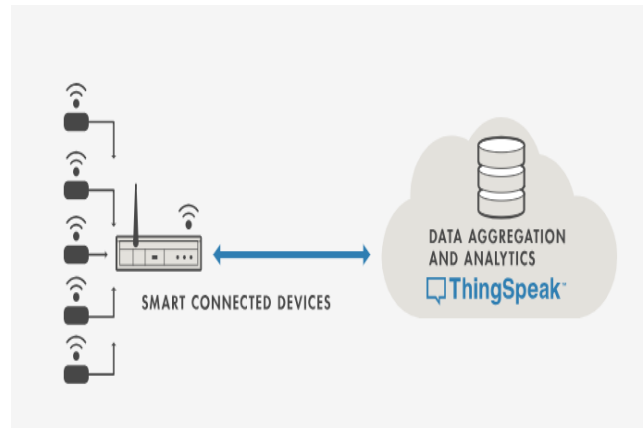 DATA AGGREGATION
AND ANALYTICS
ThingSpeak™
SMART CONNECTED DEVICES